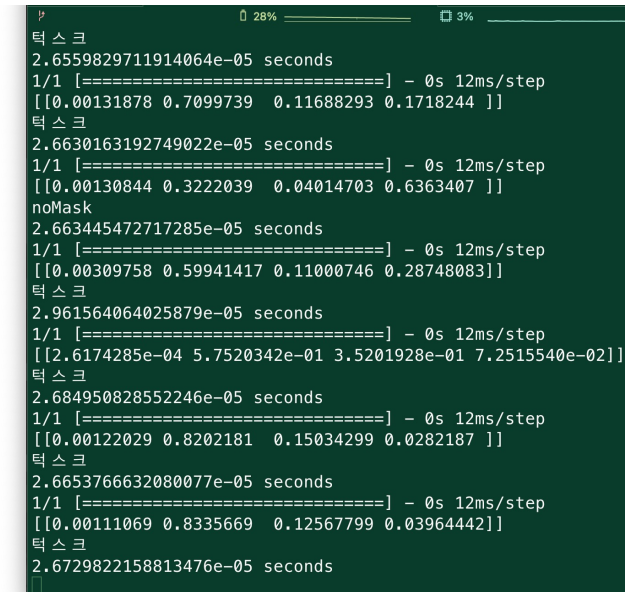 28% 3%
턱스크
2.6559829711914064e-05 seconds
1/1 [==============================] - 0s 12ms/step
[[0.00131878 0.7099739  0.11688293 0.1718244 ]]
턱스크
2.6630163192749022e-05 seconds
1/1 [==============================] - 0s 12ms/step
[[0.00130844 0.3222039  0.04014703 0.6363407 ]]
noMask
2.663445472717285e-05 seconds
1/1 [==============================] - 0s 12ms/step
[[0.00309758 0.59941417 0.11000746 0.28748083]]
턱스크
2.961564064025879e-05 seconds
1/1 [==============================] - 0s 12ms/step
[[2.6174285e-04 5.7520342e-01 3.5201928e-01 7.2515540e-02]]
턱스크
2.684950828552246e-05 seconds
1/1 [==============================] - 0s 12ms/step
[[0.00122029 0.8202181  0.15034299 0.0282187 ]]
턱스크
2.6653766632080077e-05 seconds
1/1 [==============================] - 0s 12ms/step
[[0.00111069 0.8335669  0.12567799 0.03964442]]
턱스크
2.6729822158813476e-05 seconds